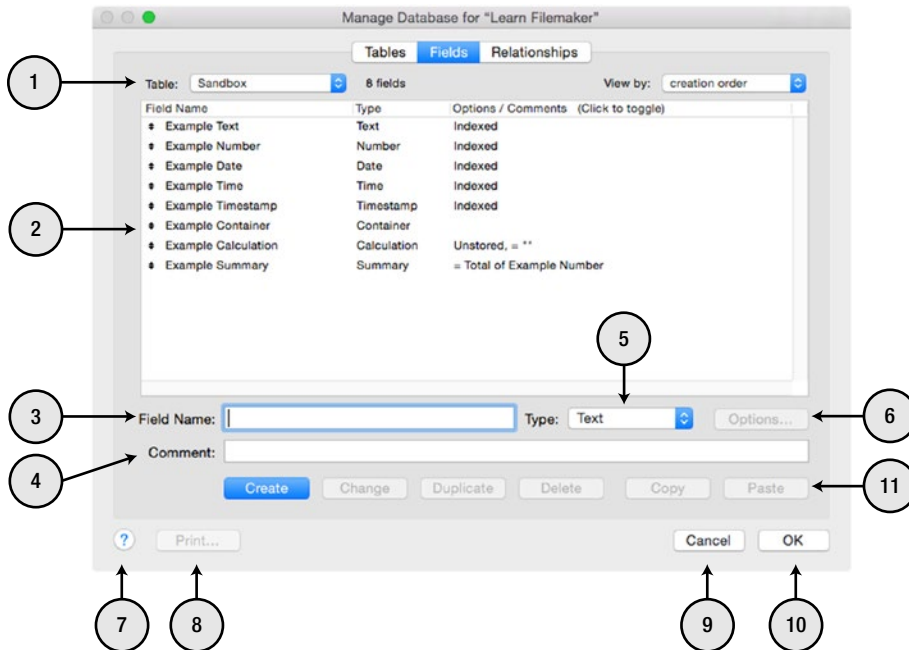 Manage Database for "Learn Filemaker"
Tables Fields Relationships
1
Table: Sandbox 8 fields View by: creation order
Field Name Type Options / Comments (Click to toggle)
Example Text Text Indexed
Example Number Number Indexed
Example Date Date Indexed
Example Time Time Indexed
Example Timestamp Timestamp Indexed
2
Example Container Container
Example Calculation Calculation Unstored, = ""
Example Summary Summary = Total of Example Number
5
3 Field Name: Type: Text Options... 6
4 Comment:
Create Change Duplicate Delete Copy Paste 11
? Print... Cancel OK
7 8 9 10